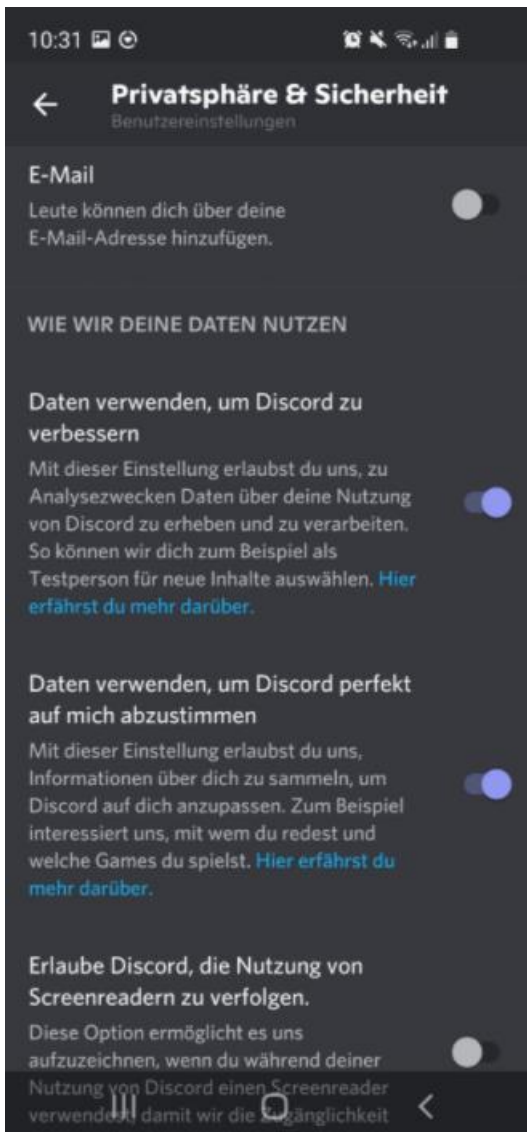 10:31
Privatsphäre & Sicherheit
Benutzereinstellungen
E-Mail
Leute können dich über deine
E-Mail-Adresse hinzufügen.
WIE WIR DEINE DATEN NUTZEN
Daten verwenden, um Discord zu
verbessern
Mit dieser Einstellung erlaubst du uns, zu
Analysezwecken Daten über deine Nutzung
von Discord zu erheben und zu verarbeiten.
So können wir dich zum Beispiel als
Testperson für neue Inhalte auswählen. Hier
erfährst du mehr darüber.
Daten verwenden, um Discord perfekt
auf mich abzustimmen
Mit dieser Einstellung erlaubst du uns,
Informationen über dich zu sammeln, um
Discord auf dich anzupassen. Zum Beispiel
interessiert uns, mit wem du redest und
welche Games du spielst. Hier erfährst du
mehr darüber.
Erlaube Discord, die Nutzung von
Screenreadern zu verfolgen.
Diese Option ermöglicht es uns
aufzuzeichnen, wenn du während deiner
Nutzung von Discord einen Screenreader
verwendest, damit wir die Zugänglichkeit